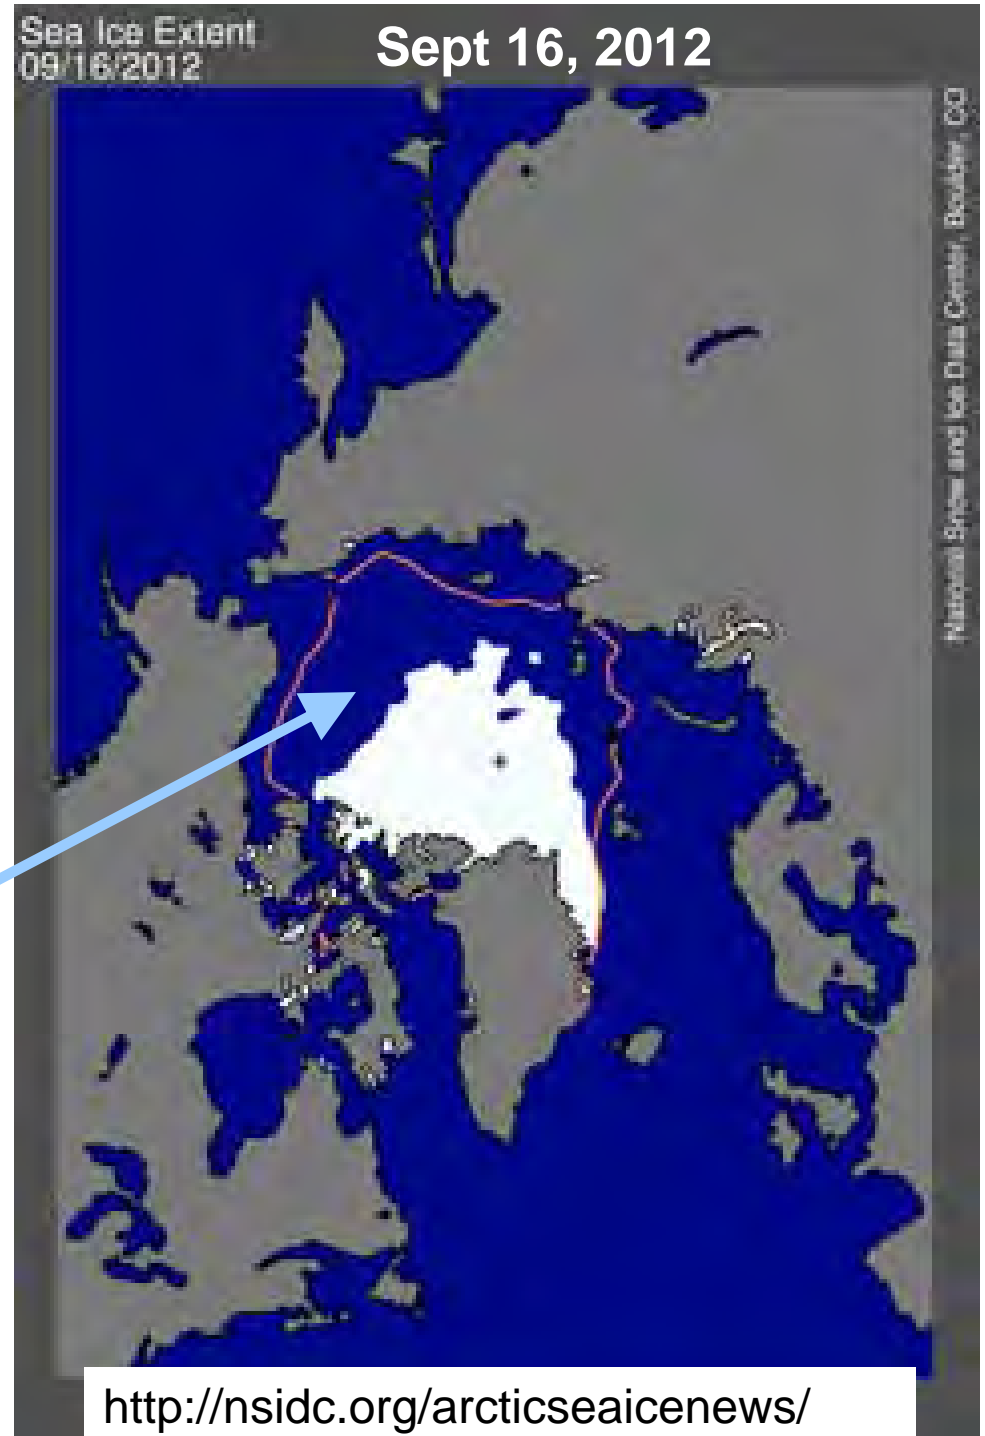 Sea Ice Extent
09/16/2012
Sept 16, 2012
National Snow and Ice Data Center, Boulder, CO
http://nsidc.org/arcticseaicenews/